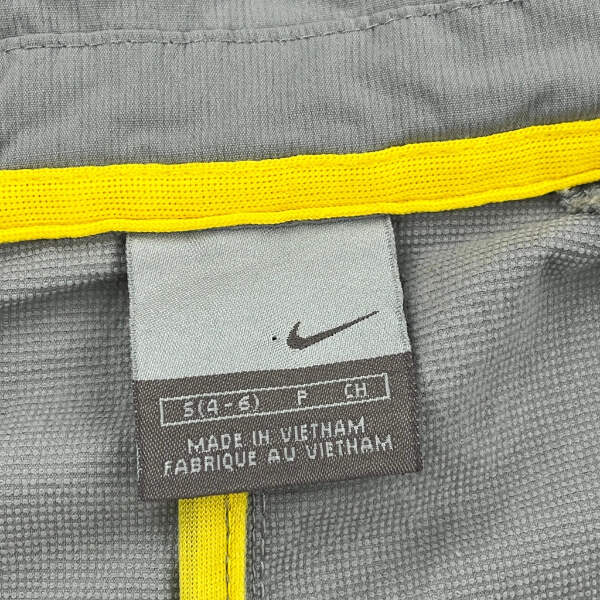 S(4-6) P CH
MADE IN VIETNAM
FABRIQUE AU VIETNAM